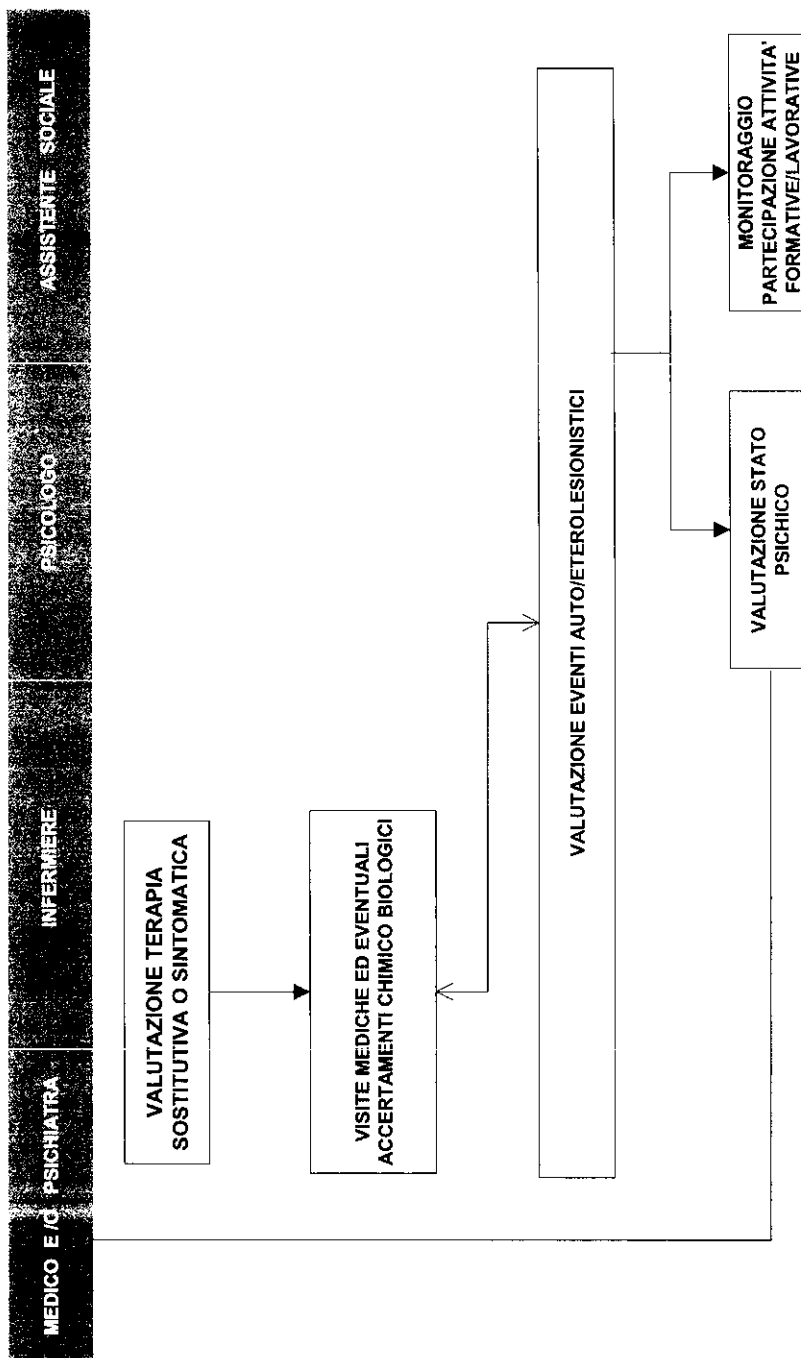 MEDICO E/O PSICHIATRA
INFERMIERE
PSICOLOGO
ASSISTENTE SOCIALE
VALUTAZIONE TERAPIA
SOSTITUTIVA O SINTOMATICA
VISITE MEDICHE ED EVENTUALI
ACCERTAMENTI CHIMICO BIOLOGICI
VALUTAZIONE EVENTI AUTO/ETEROLESIONISTICI
VALUTAZIONE STATO
PSICHICO
MONITORAGGIO
PARTECIPAZIONE ATTIVITA'
FORMATIVE/LAVORATIVE